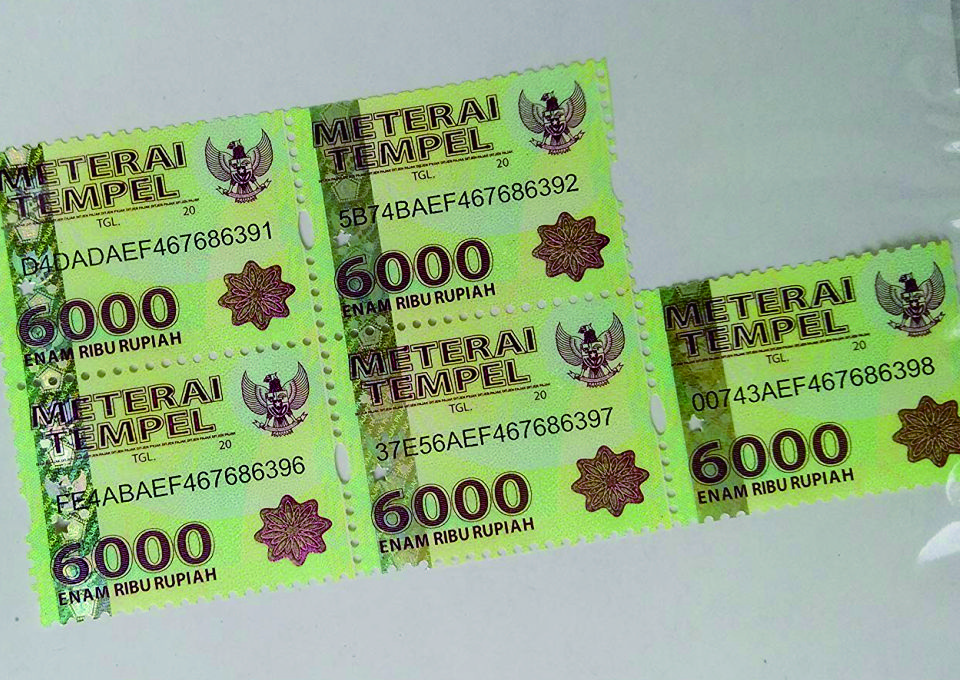 METERAI
TEMPEL
TGL. 20
D4DADAEF467686391
6000
ENAM RIBU RUPIAH
METERAI
TEMPEL
TGL. 20
5B74BAEF467686392
6000
ENAM RIBU RUPIAH
METERAI
TEMPEL
TGL. 20
FE4ABAEF467686396
6000
ENAM RIBU RUPIAH
METERAI
TEMPEL
TGL. 20
37E56AEF467686397
6000
ENAM RIBU RUPIAH
METERAI
TEMPEL
TGL. 20
00743AEF467686398
6000
ENAM RIBU RUPIAH